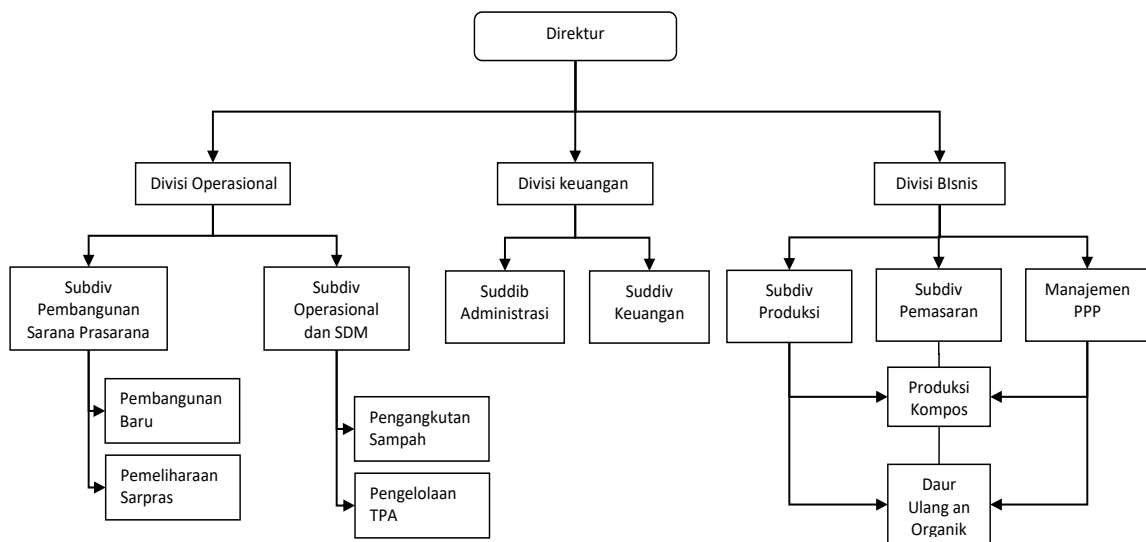 Direktur
Divisi Operasional
Divisi keuangan
Divisi BIsnis
Subdiv
Pembangunan
Sarana Prasarana
Subdiv
Operasional
dan SDM
Suddib
Administrasi
Suddiv
Keuangan
Subdiv
Produksi
Subdiv
Pemasaran
Manajemen
PPP
Pembangunan
Baru
Pemeliharaan
Sarpras
Pengangkutan
Sampah
Pengelolaan
TPA
Produksi
Kompos
Daur
Ulang an
Organik